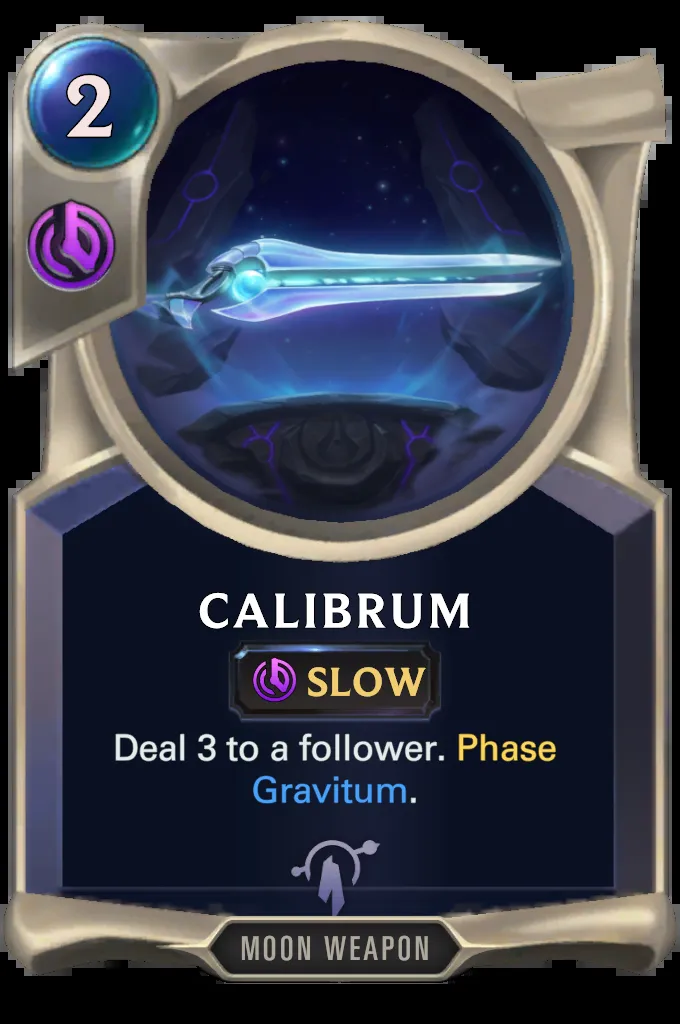 2
CALIBRUM
SLOW
Deal 3 to a follower. Phase
Gravitum.
MOON WEAPON